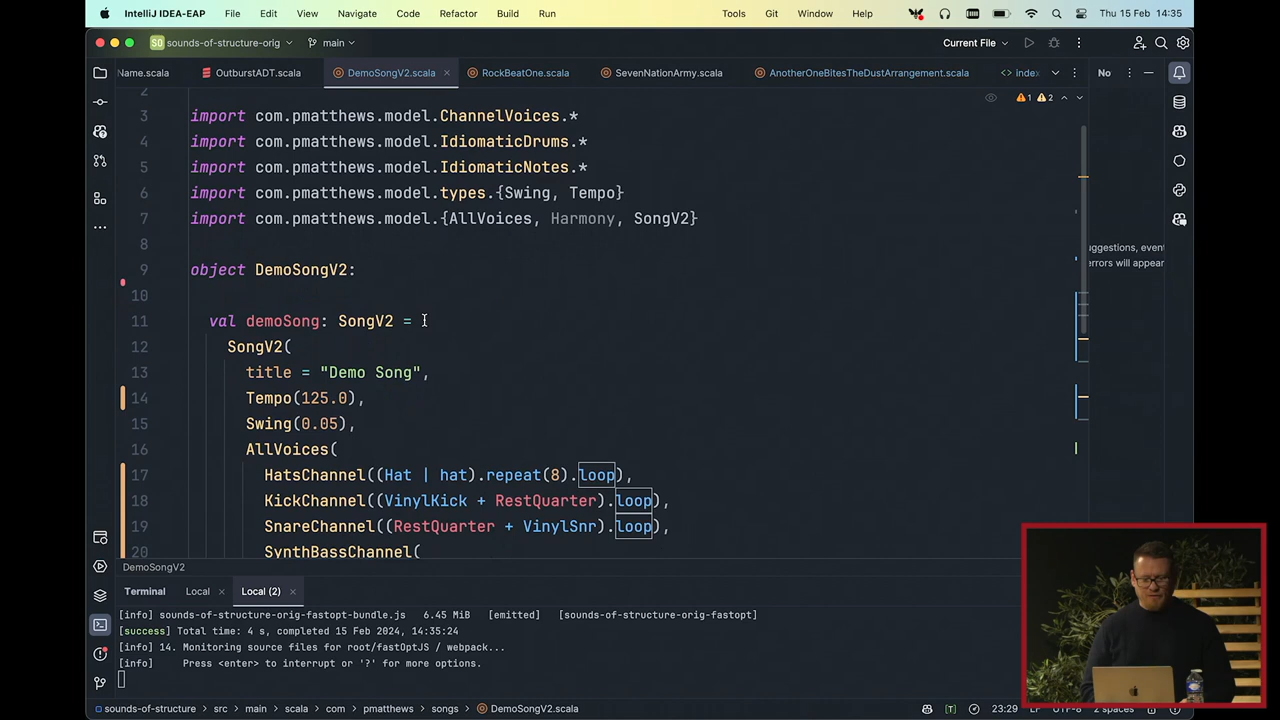 IntelliJ IDEA-EAP File Edit View Navigate Code Refactor Build Run Tools Git Window Help Thu 15 Feb 14:35
SO sounds-of-structure-orig main Current File
Name.scala OutburstADT.scala DemoSongV2.scala RockBeatOne.scala SevenNationArmy.scala AnotherOneBitesTheDustArrangement.scala index No
2 1 2
3 import com.pmatthews.model.ChannelVoices.*
4 import com.pmatthews.model.IdiomaticDrums.*
5 import com.pmatthews.model.IdiomaticNotes.*
6 import com.pmatthews.model.types.{Swing, Tempo}
7 import com.pmatthews.model.{AllVoices, Harmony, SongV2}
8
uggestions, event
9 object DemoSongV2:
errors will appear
10
11 val demoSong: SongV2 =
12 SongV2(
13 title = "Demo Song",
14 Tempo(125.0),
15 Swing(0.05),
16 AllVoices(
17 HatsChannel((Hat | hat).repeat(8).loop),
18 KickChannel((VinylKick + RestQuarter).loop),
19 SnareChannel((RestQuarter + VinylSnr).loop),
20 SynthBassChannel(
DemoSongV2
Terminal Local Local (2)
[info] sounds-of-structure-orig-fastopt-bundle.js 6.45 MiB [emitted] [sounds-of-structure-orig-fastopt]
[success] Total time: 4 s, completed 15 Feb 2024, 14:35:24
[info] 14. Monitoring source files for root/fastOptJS / webpack...
[info] Press <enter> to interrupt or '?' for more options.
sounds-of-structure-orig src main scala com pmatthews songs DemoSongV2.scala 23:29 LF UTF-8 2 spaces